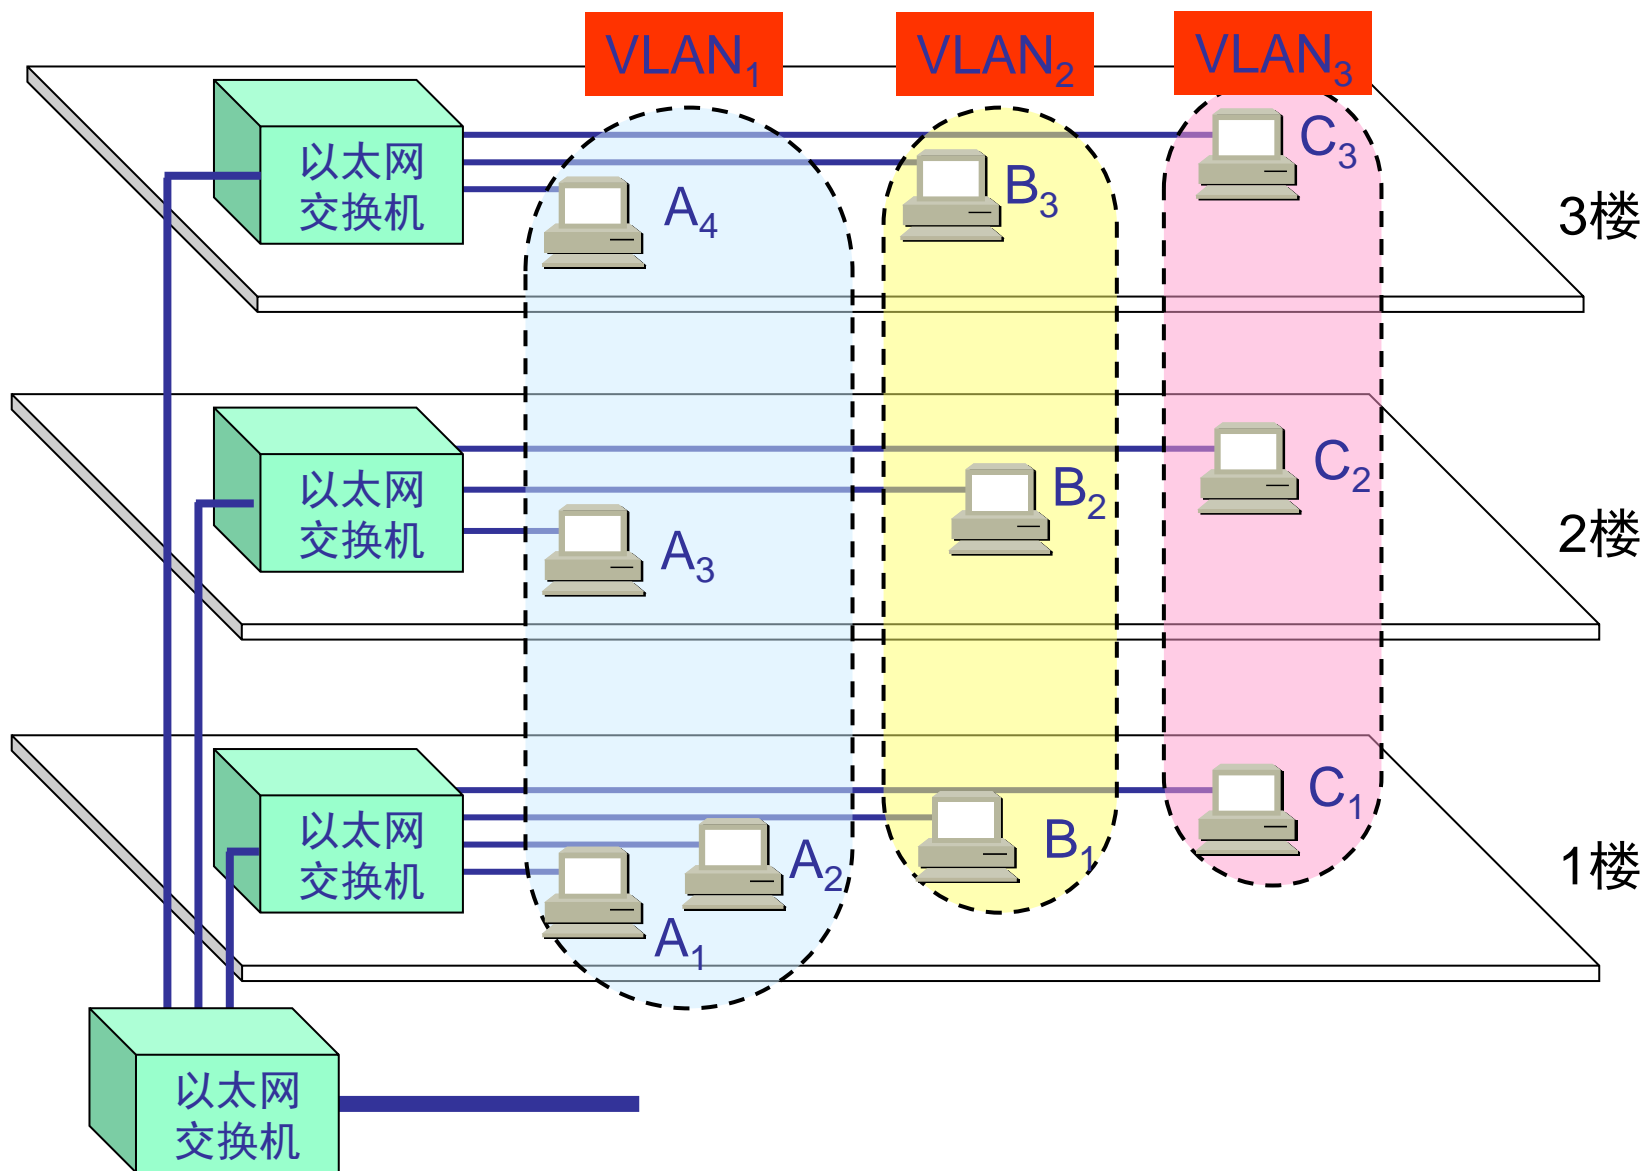 VLAN₁ VLAN₂ VLAN₃
以太网
交换机
A₄ B₃ C₃
3楼
以太网
交换机
A₃ B₂ C₂
2楼
以太网
交换机
A₁ A₂ B₁ C₁
1楼
以太网
交换机